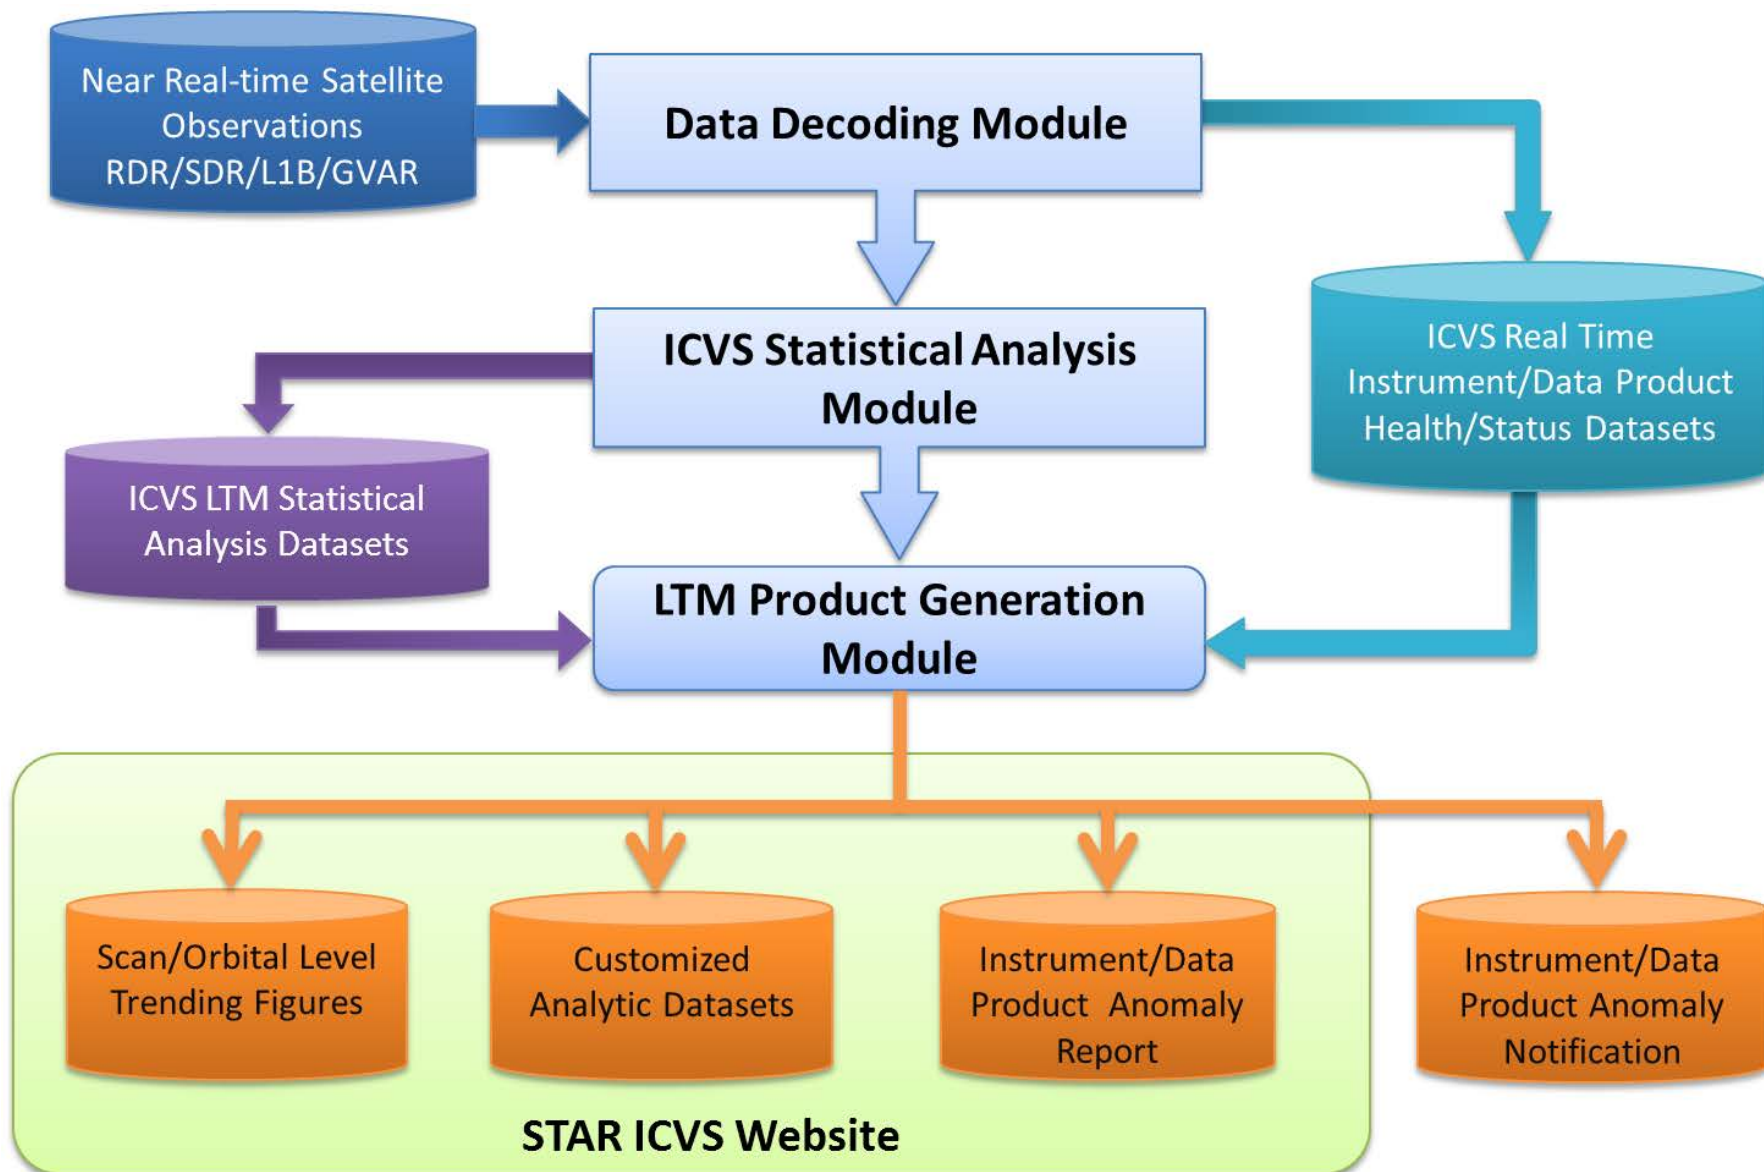 Near Real-time Satellite
Observations
RDR/SDR/L1B/GVAR
Data Decoding Module
ICVS Real Time
Instrument/Data Product
Health/Status Datasets
ICVS Statistical Analysis
Module
ICVS LTM Statistical
Analysis Datasets
LTM Product Generation
Module
Scan/Orbital Level
Trending Figures
Customized
Analytic Datasets
Instrument/Data
Product Anomaly
Report
Instrument/Data
Product Anomaly
Notification
STAR ICVS Website